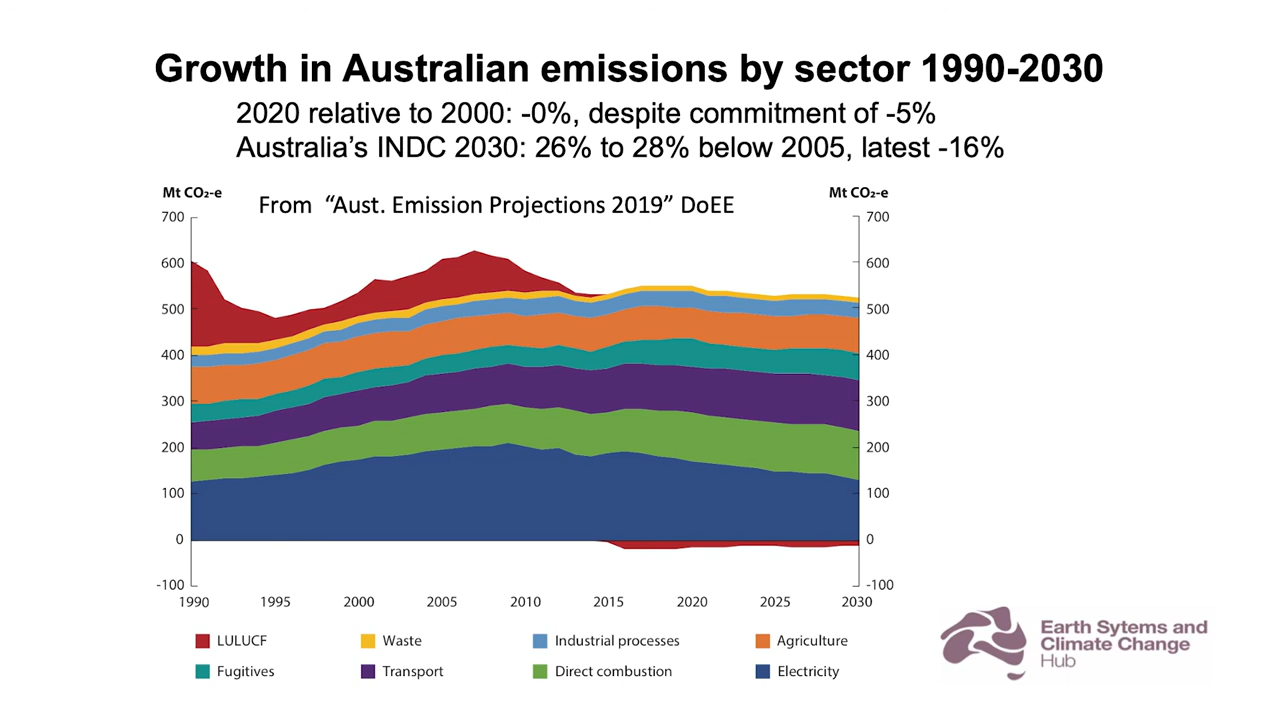 Growth in Australian emissions by sector 1990-2030
2020 relative to 2000: -0%, despite commitment of -5%
Australia’s INDC 2030: 26% to 28% below 2005, latest -16%
Mt CO₂-e
Mt CO₂-e
From “Aust. Emission Projections 2019” DoEE
700
700
600
600
500
500
400
400
300
300
200
200
100
100
0
0
-100
-100
1990 1995 2000 2005 2010 2015 2020 2025 2030
LULUCF Waste Industrial processes Agriculture
Fugitives Transport Direct combustion Electricity
Earth Sytems and
Climate Change
Hub